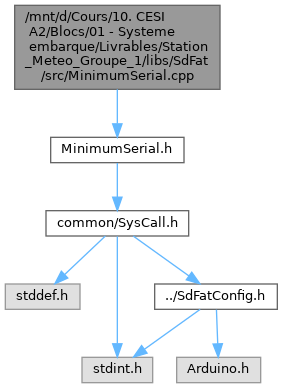 /mnt/d/Cours/10. CESI
A2/Blocs/01 - Systeme
embarque/Livrables/Station
_Meteo_Groupe_1/libs/SdFat
/src/MinimumSerial.cpp
MinimumSerial.h
common/SysCall.h
stddef.h
../SdFatConfig.h
stdint.h
Arduino.h